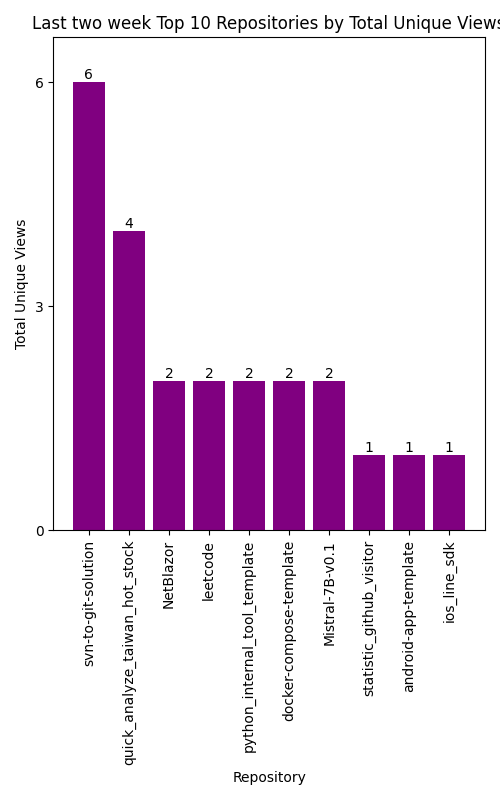 Last two week Top 10 Repositories by Total Unique Views
Total Unique Views
6
3
0
6
4
2
2
2
2
2
1
1
1
svn-to-git-solution
quick_analyze_taiwan_hot_stock
NetBlazor
leetcode
python_internal_tool_template
docker-compose-template
Mistral-7B-v0.1
statistic_github_visitor
android-app-template
ios_line_sdk
Repository